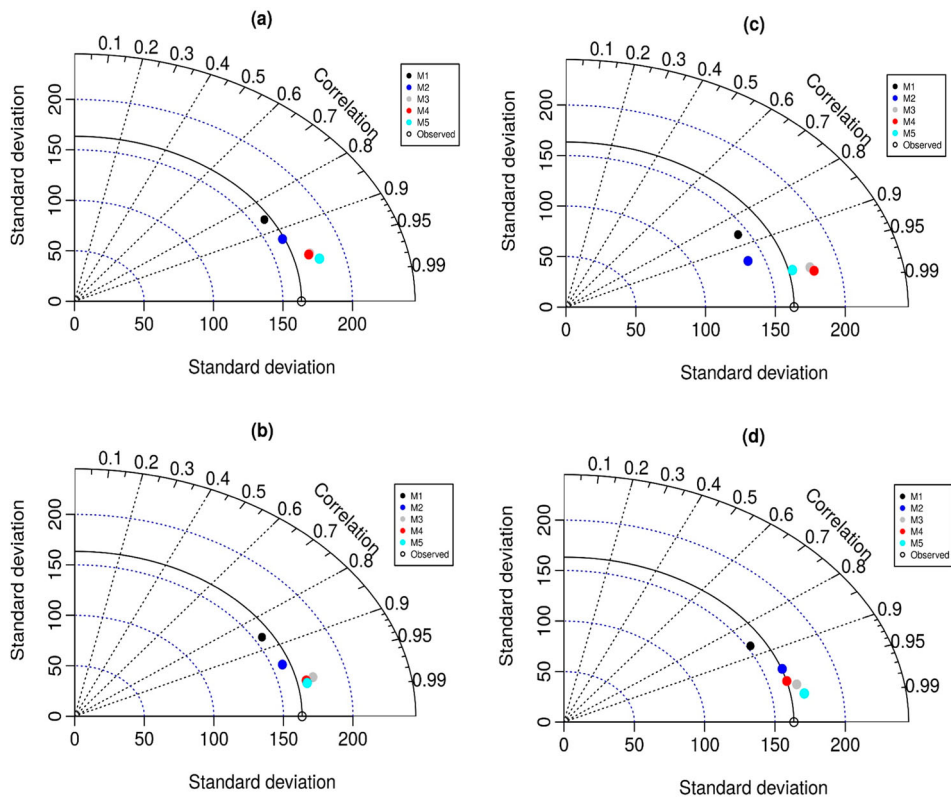 (a)
0.1 0.2 0.3 0.4 0.5 0.6 0.7 0.8 0.9 0.95 0.99
Correlation
M1
M2
M3
M4
M5
Observed
Standard deviation
200
150
100
50
0
0 50 100 150 200
Standard deviation
(c)
0.1 0.2 0.3 0.4 0.5 0.6 0.7 0.8 0.9 0.95 0.99
Correlation
M1
M2
M3
M4
M5
Observed
Standard deviation
200
150
100
50
0
0 50 100 150 200
Standard deviation
(b)
0.1 0.2 0.3 0.4 0.5 0.6 0.7 0.8 0.9 0.95 0.99
Correlation
M1
M2
M3
M4
M5
Observed
Standard deviation
200
150
100
50
0
0 50 100 150 200
Standard deviation
(d)
0.1 0.2 0.3 0.4 0.5 0.6 0.7 0.8 0.9 0.95 0.99
Correlation
M1
M2
M3
M4
M5
Observed
Standard deviation
200
150
100
50
0
0 50 100 150 200
Standard deviation